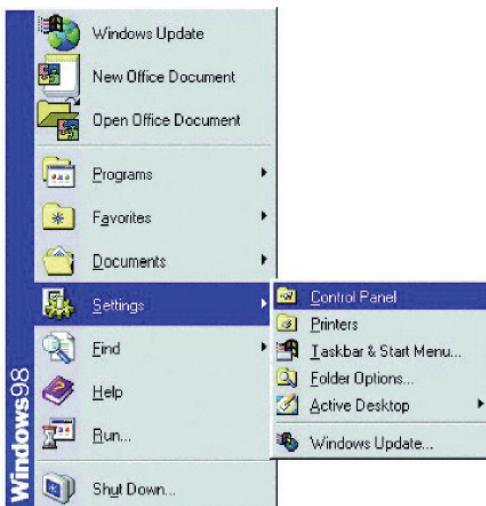 Windows Update
New Office Document
Open Office Document
Programs
Favorites
Documents
Settings
Find
Help
Run...
Shut Down...
Control Panel
Printers
Taskbar & Start Menu...
Folder Options...
Active Desktop
Windows Update...
Windows98